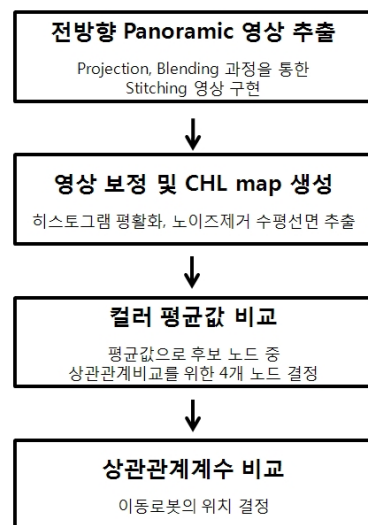 전방향 Panoramic 영상 추출
Projection, Blending 과정을 통한
Stitching 영상 구현
영상 보정 및 CHL map 생성
히스토그램 평활화, 노이즈제거 수평선면 추출
컬러 평균값 비교
평균값으로 후보 노드 중
상관관계비교를 위한 4개 노드 결정
상관관계계수 비교
이동로봇의 위치 결정